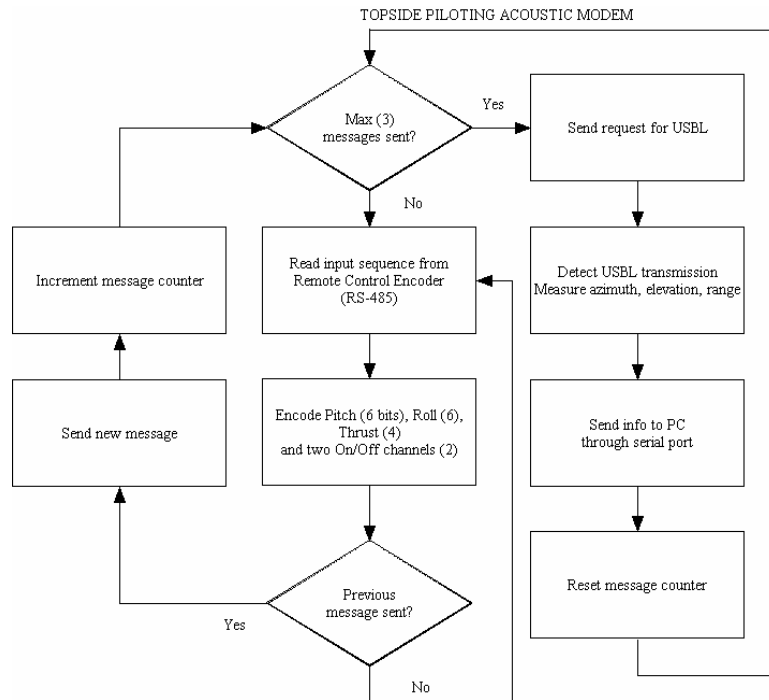 TOPSIDE PILOTING ACOUSTIC MODEM
Max (3)
messages sent?
Yes
No
Send request for USBL
Increment message counter
Read input sequence from
Remote Control Encoder
(RS-485)
Detect USBL transmission
Measure azimuth, elevation, range
Send new message
Encode Pitch (6 bits), Roll (6),
Thrust (4)
and two On/Off channels (2)
Send info to PC
through serial port
Previous
message sent?
Yes
No
Reset message counter